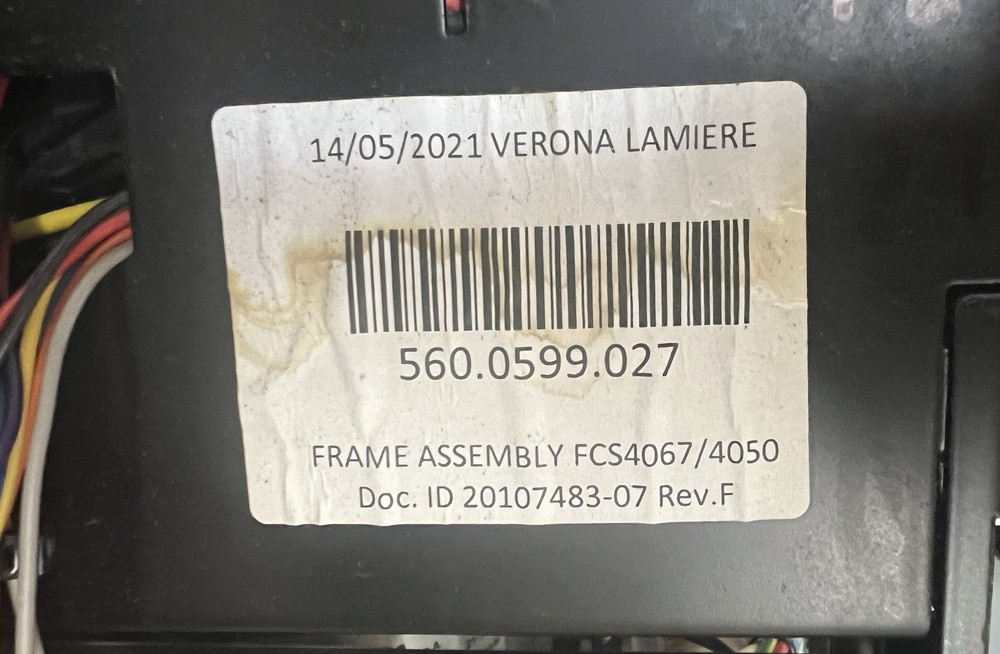 14/05/2021 VERONA LAMIERE
560.0599.027
FRAME ASSEMBLY FCS4067/4050
Doc. ID 20107483-07 Rev.F